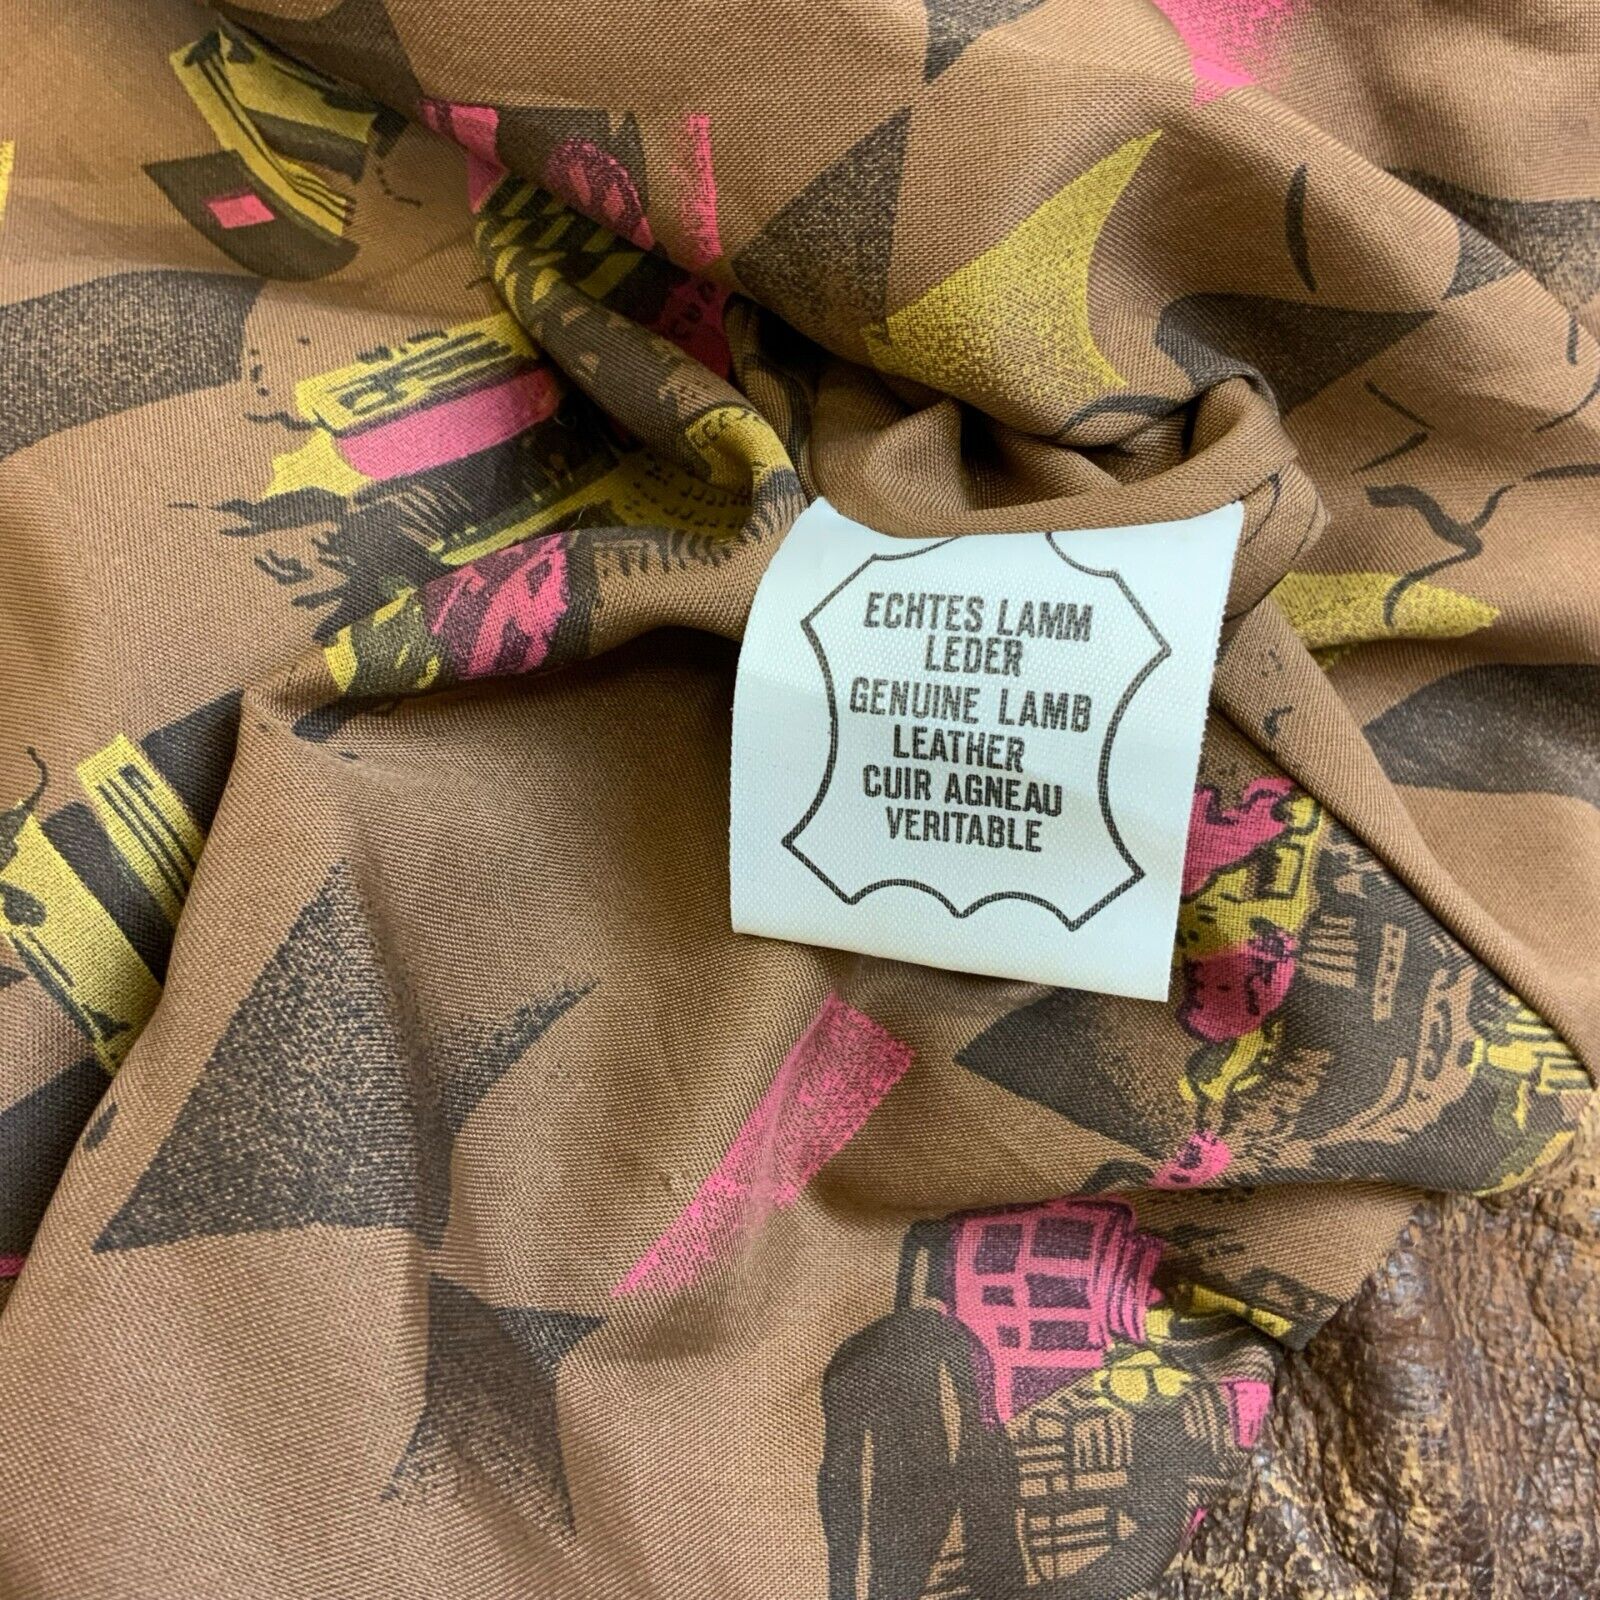 ECHTES LAMM
LEDER
GENUINE LAMB
LEATHER
CUIR AGNEAU
VERITABLE